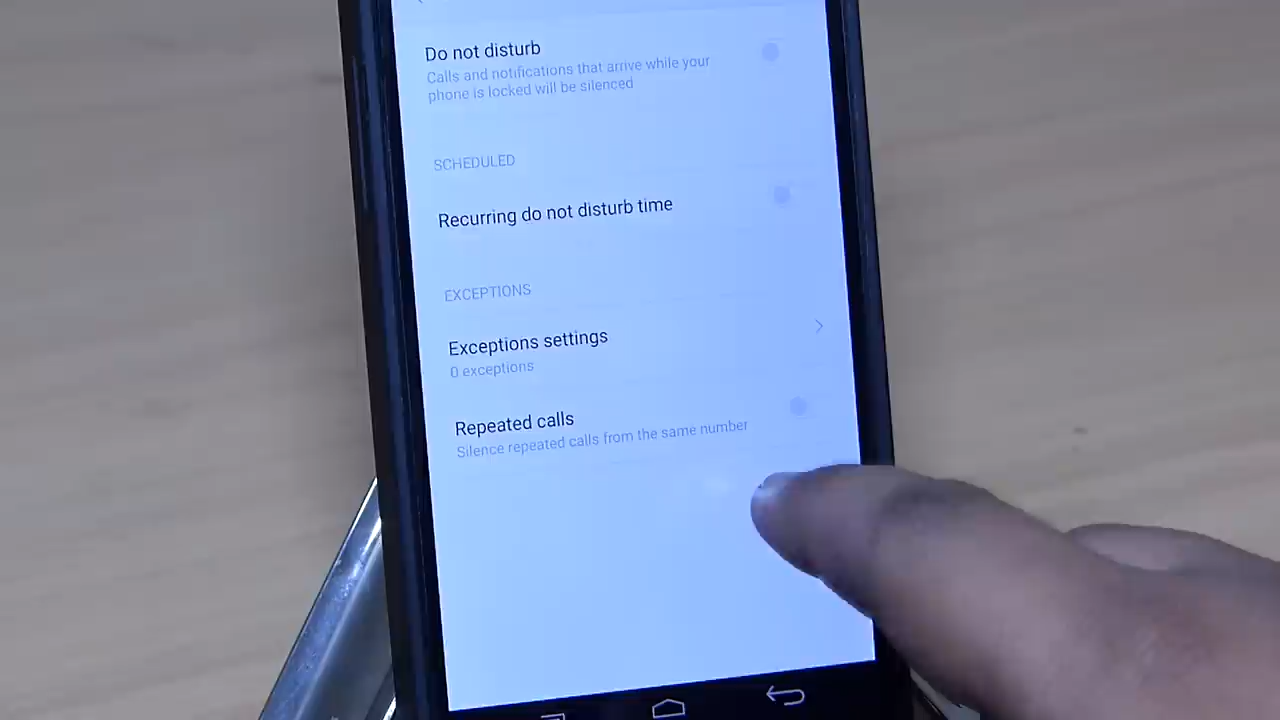 Do not disturb
Calls and notifications that arrive while your
phone is locked will be silenced
SCHEDULED
Recurring do not disturb time
EXCEPTIONS
Exceptions settings
0 exceptions
Repeated calls
Silence repeated calls from the same number